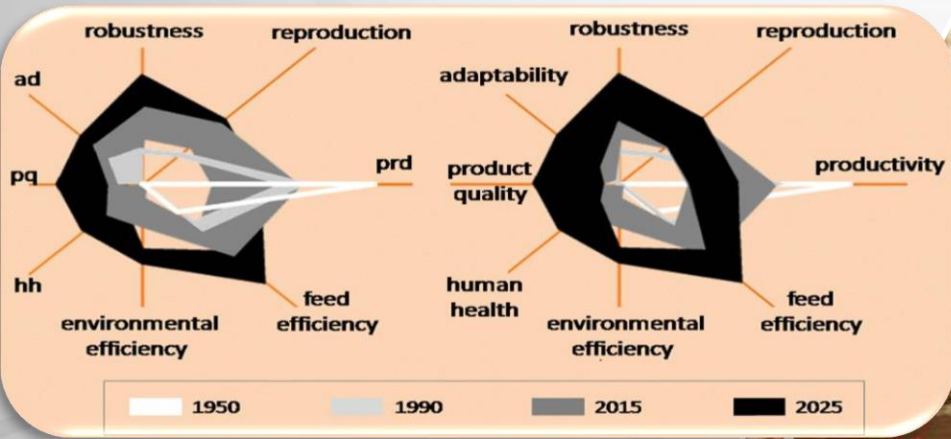 robustness
reproduction
ad
prd
pq
hh
feed
efficiency
environmental
efficiency
robustness
reproduction
adaptability
productivity
product
quality
human
health
feed
efficiency
environmental
efficiency
1950
1990
2015
2025